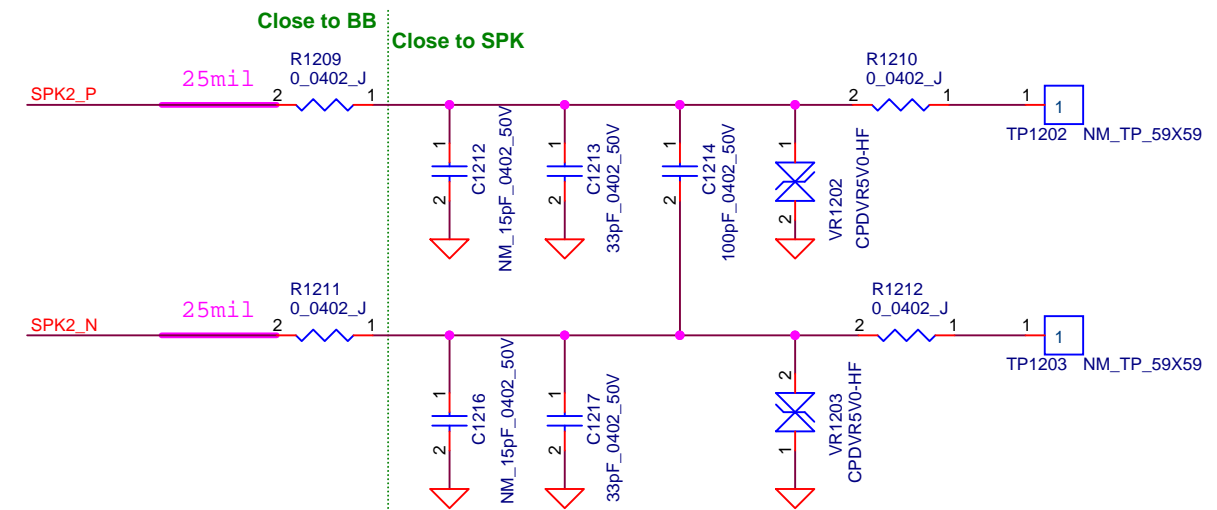 Close to BB
Close to SPK
SPK2_P
25mil
R1209
0_0402_J
2
1
R1210
0_0402_J
2
1
1
1
TP1202
NM_TP_59X59
1
2
C1212
NM_15pF_0402_50V
1
2
C1213
33pF_0402_50V
1
2
C1214
100pF_0402_50V
1
2
VR1202
CPDVR5V0-HF
SPK2_N
25mil
R1211
0_0402_J
2
1
R1212
0_0402_J
2
1
1
1
TP1203
NM_TP_59X59
1
2
C1216
NM_15pF_0402_50V
1
2
C1217
33pF_0402_50V
2
1
VR1203
CPDVR5V0-HF